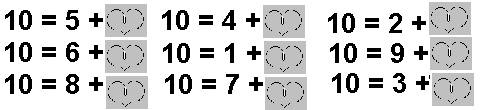 10 = 5 + 10 = 4 + 10 = 2 +
10 = 6 + 10 = 1 + 10 = 9 +
10 = 8 + 10 = 7 + 10 = 3 +